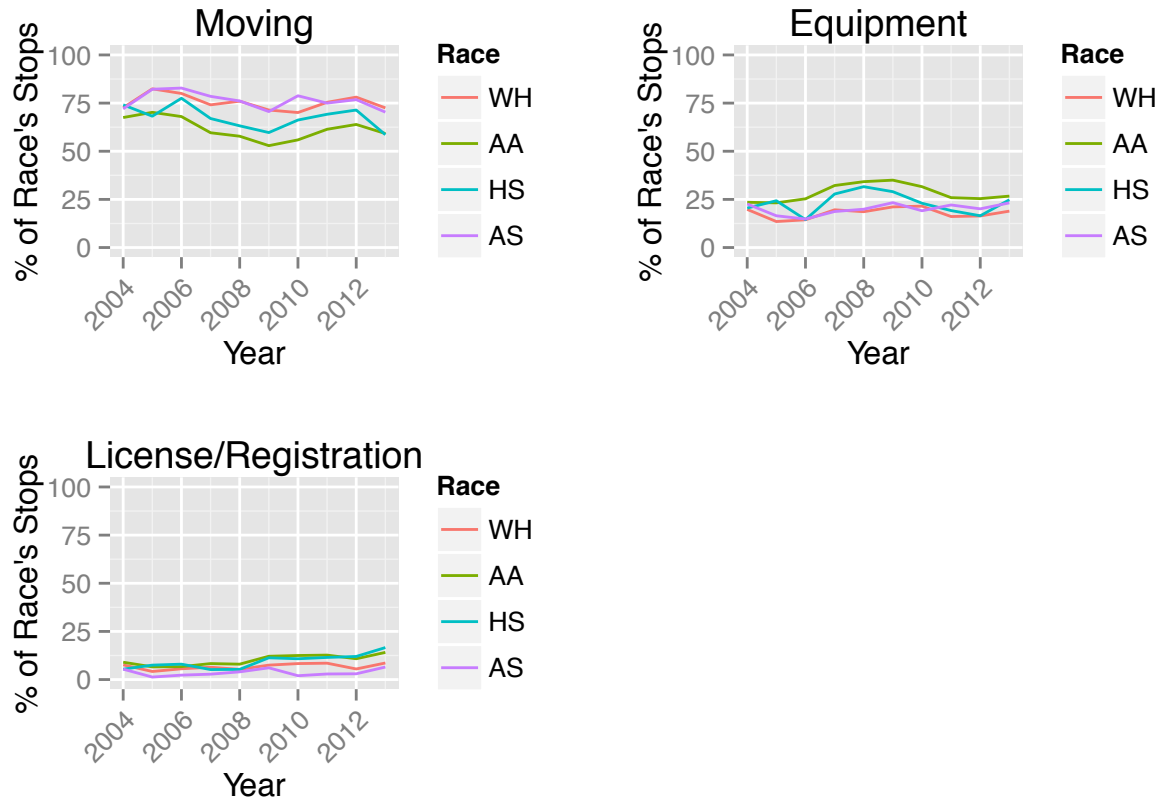 Moving
% of Race's Stops
100
75
50
25
0
2004
2006
2008
2010
2012
Year
Race
WH
AA
HS
AS
Equipment
% of Race's Stops
100
75
50
25
0
2004
2006
2008
2010
2012
Year
Race
WH
AA
HS
AS
License/Registration
% of Race's Stops
100
75
50
25
0
2004
2006
2008
2010
2012
Year
Race
WH
AA
HS
AS